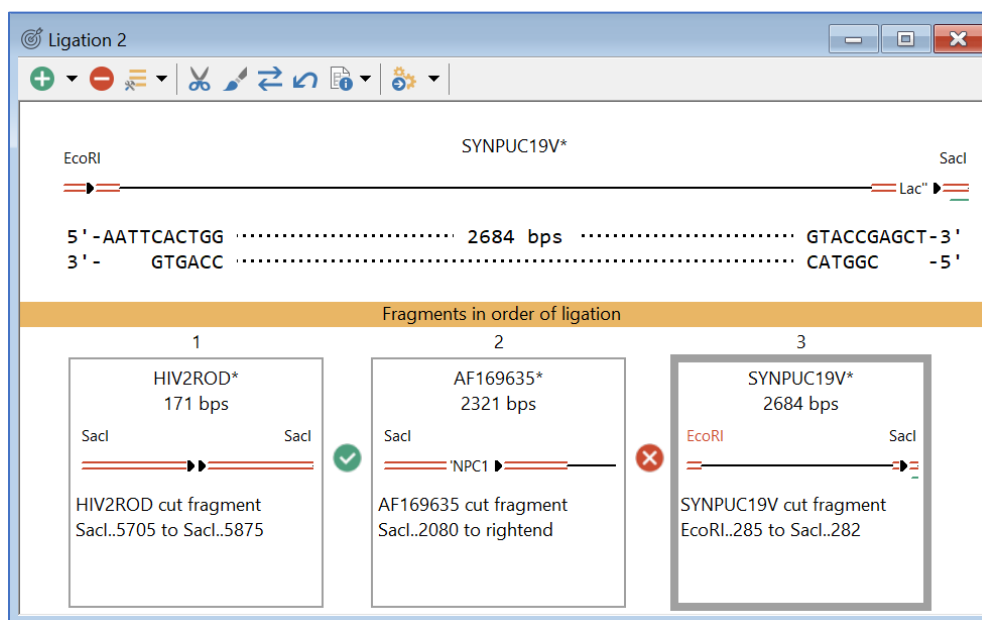 Ligation 2
SYNPUC19V*
EcoRI
SacI
Lac"
5'-AATTCACTGG ······························ 2684 bps ······························ GTACCGAGCT-3'
3'- GTGACC ···································································· CATGGC -5'
Fragments in order of ligation
1 2 3
HIV2ROD*
171 bps
SacI SacI
HIV2ROD cut fragment
SacI..5705 to SacI..5875
AF169635*
2321 bps
SacI
'NPC1
AF169635 cut fragment
SacI..2080 to rightend
SYNPUC19V*
2684 bps
EcoRI SacI
SYNPUC19V cut fragment
EcoRI..285 to SacI..282